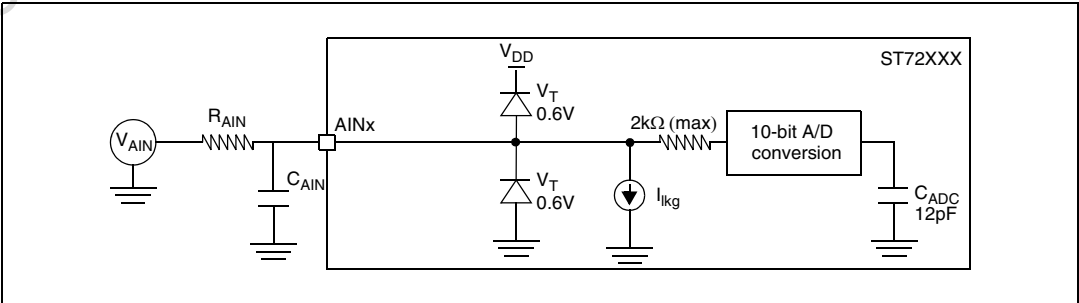 V_DD
ST72XXX
V_T
0.6V
R_AIN
AINx
2kΩ (max)
10-bit A/D
conversion
V_AIN
C_AIN
V_T
0.6V
I_lkg
C_ADC
12pF